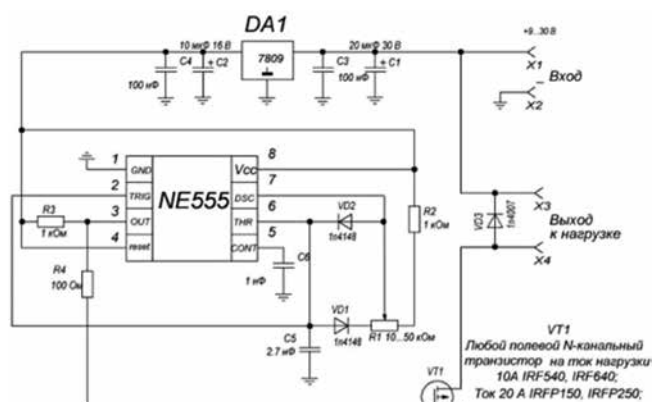 DA1
+9...30 В
10 мкФ 16 В
7809
20 мкФ 30 В
X1
C4
+
C2
C3
+
C1
Вход
100 нФ
100 нФ
–
X2
1
GND
Vcc
8
2
TRIG
NE555
DSC
7
3
OUT
THR
6
4
reset
CONT
5
R3
1 кОм
R4
100 Ом
VD2
1n4148
R2
1 кОм
VD3
1n4007
X3
Выход
к нагрузке
X4
C6
1 нФ
VD1
1n4148
R1 10...50 кОм
C5
2.7 нФ
VT1
VT1
Любой полевой N-канальный
транзистор на ток нагрузки-
10А IRF540, IRF640;
Ток 20 А IRFP150, IRFP250;